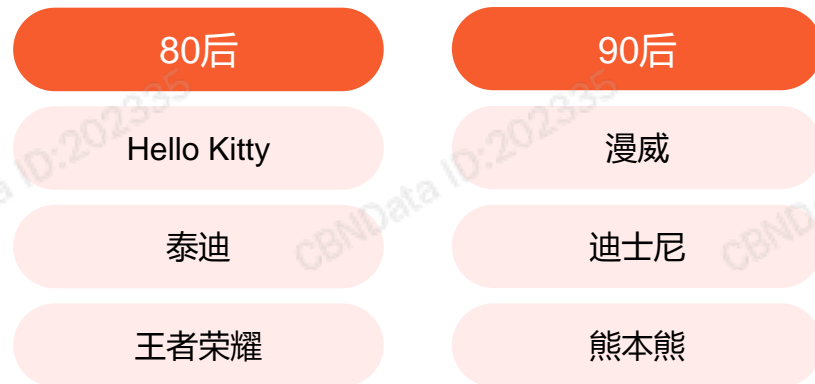 80后
90后
Hello Kitty
漫威
泰迪
迪士尼
王者荣耀
熊本熊
CBNData ID:202335